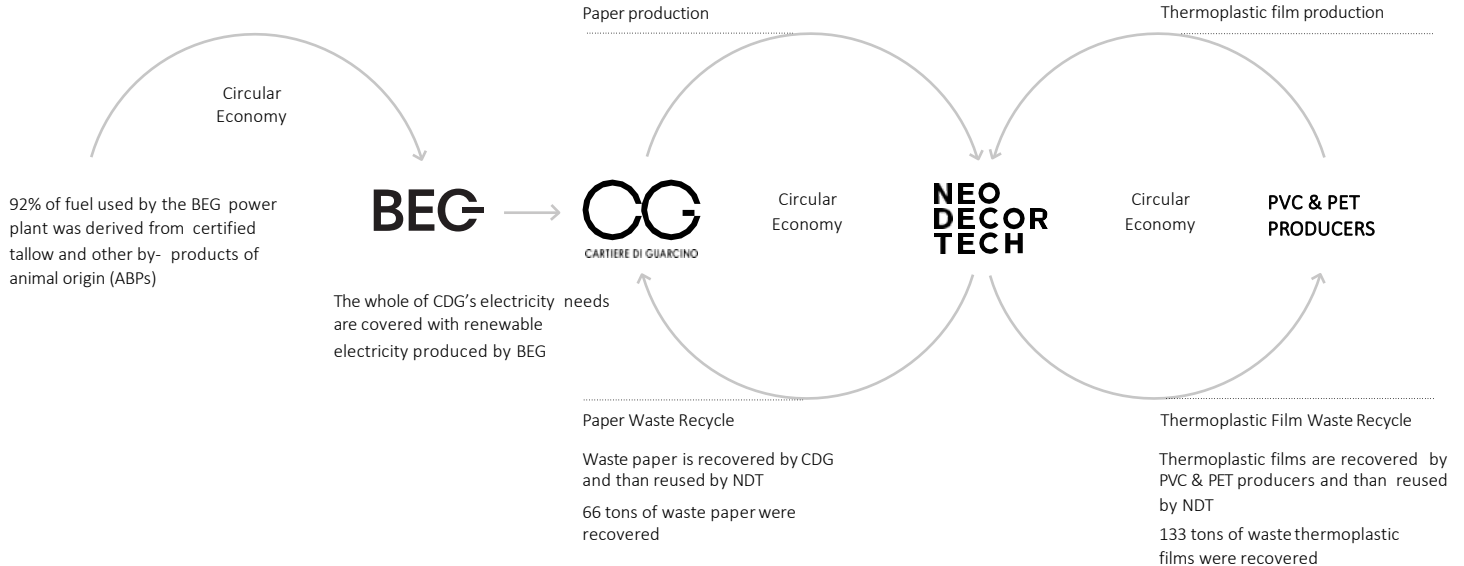 Paper production
Thermoplastic film production
Circular
Economy
92% of fuel used by the BEG power
plant was derived from certified
tallow and other by- products of
animal origin (ABPs)
BEG
The whole of CDG's electricity needs
are covered with renewable
electricity produced by BEG
CG
CARTIERE DI GUARCINO
Circular
Economy
NEO
DECOR
TECH
Circular
Economy
PVC & PET
PRODUCERS
Paper Waste Recycle
Waste paper is recovered by CDG
and than reused by NDT
66 tons of waste paper were
recovered
Thermoplastic Film Waste Recycle
Thermoplastic films are recovered by
PVC & PET producers and than reused
by NDT
133 tons of waste thermoplastic
films were recovered